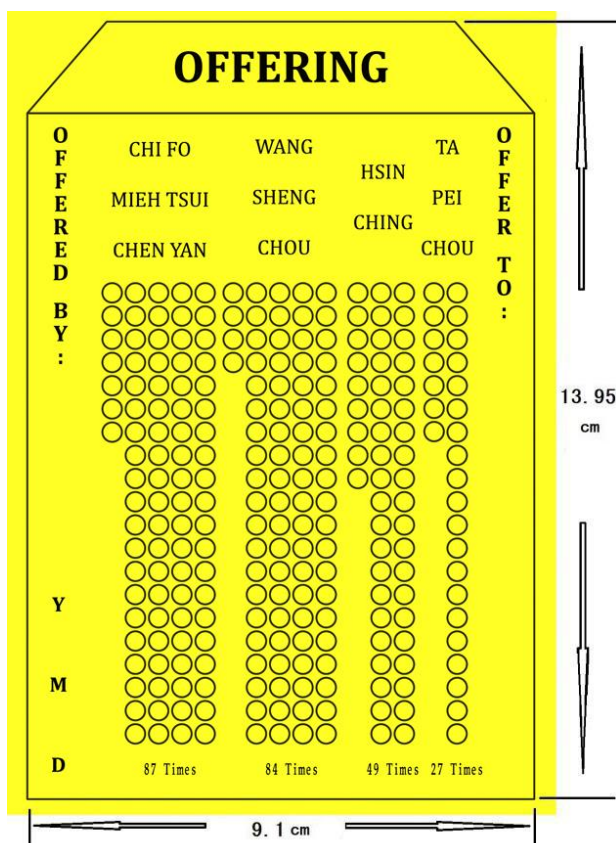 OFFERING
OFFERED BY:
CHI FO
MIEH TSUI
CHEN YAN
WANG
SHENG
CHOU
HSIN
CHING
TA
PEI
CHOU
OFFER TO:
Y
M
D
87 Times
84 Times
49 Times
27 Times
13.95
cm
9.1 cm